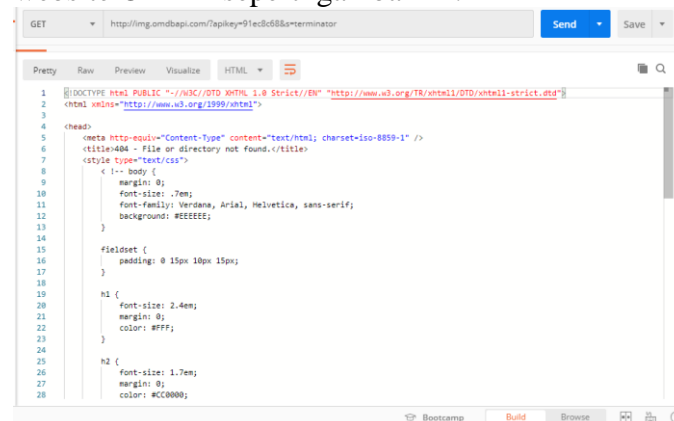 GET http://img.omdbapi.com/?apikey=91ec8c68&s=terminator Send Save
Pretty Raw Preview Visualize HTML
1 <!DOCTYPE html PUBLIC "-//W3C//DTD XHTML 1.0 Strict//EN" "http://www.w3.org/TR/xhtml1/DTD/xhtml1-strict.dtd">
2 <html xmlns="http://www.w3.org/1999/xhtml">
3
4 <head>
5 <meta http-equiv="Content-Type" content="text/html; charset=iso-8859-1" />
6 <title>404 - File or directory not found.</title>
7 <style type="text/css">
8 < !-- body {
9 margin: 0;
10 font-size: .7em;
11 font-family: Verdana, Arial, Helvetica, sans-serif;
12 background: #EEEEEE;
13 }
14
15 fieldset {
16 padding: 0 15px 10px 15px;
17 }
18
19 h1 {
20 font-size: 2.4em;
21 margin: 0;
22 color: #FFF;
23 }
24
25 h2 {
26 font-size: 1.7em;
27 margin: 0;
28 color: #CC0000;
Bootcamp Build Browse